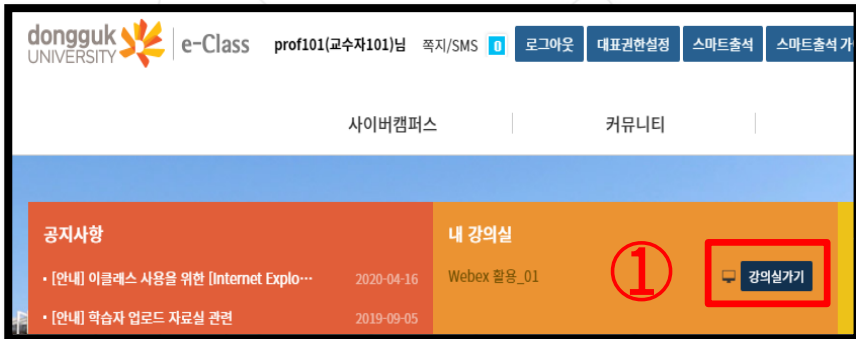 dongguk UNIVERSITY e-Class prof101(교수자101)님 쪽지/SMS 0 로그아웃 대표권한설정 스마트출석 스마트출석 가
사이버캠퍼스 커뮤니티
공지사항
• [안내] 이클래스 사용을 위한 [Internet Explo⋯ 2020-04-16
• [안내] 학습자 업로드 자료실 관련 2019-09-05
내 강의실
Webex 활용_01 ① 강의실가기